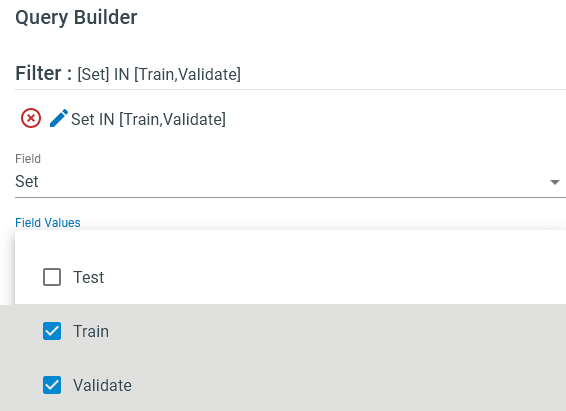 Query Builder
Filter : [Set] IN [Train,Validate]
Set IN [Train,Validate]
Field
Set
Field Values
Test
Train
Validate